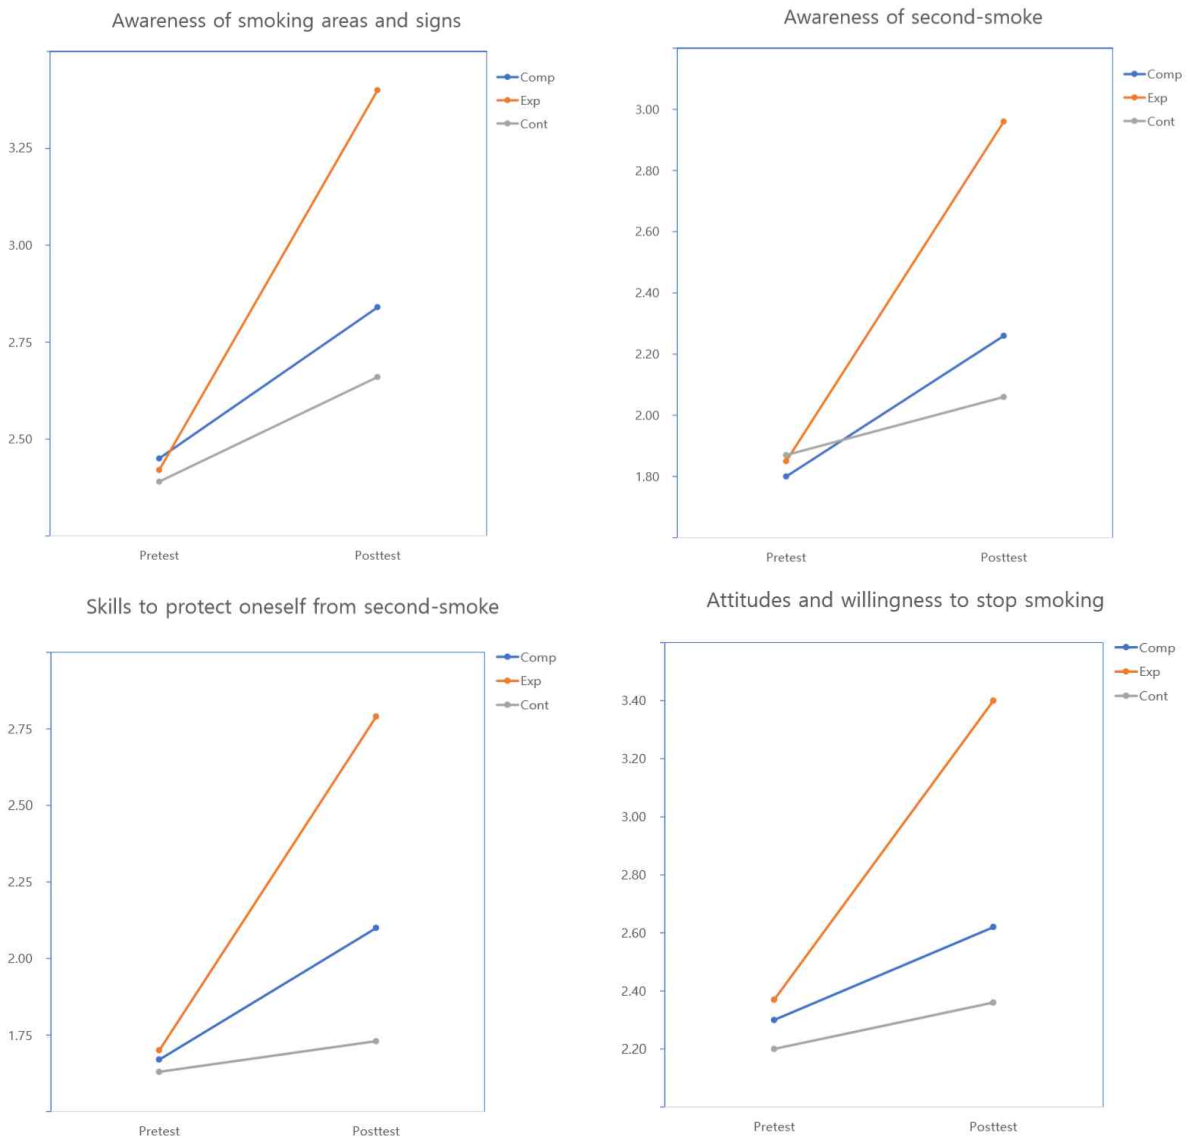 Awareness of smoking areas and signs
Comp
Exp
Cont
3.25
3.00
2.75
2.50
Pretest
Posttest
Awareness of second-smoke
Comp
Exp
Cont
3.00
2.80
2.60
2.40
2.20
2.00
1.80
Pretest
Posttest
Skills to protect oneself from second-smoke
Comp
Exp
Cont
2.75
2.50
2.25
2.00
1.75
Pretest
Posttest
Attitudes and willingness to stop smoking
Comp
Exp
Cont
3.40
3.20
3.00
2.80
2.60
2.40
2.20
Pretest
Posttest